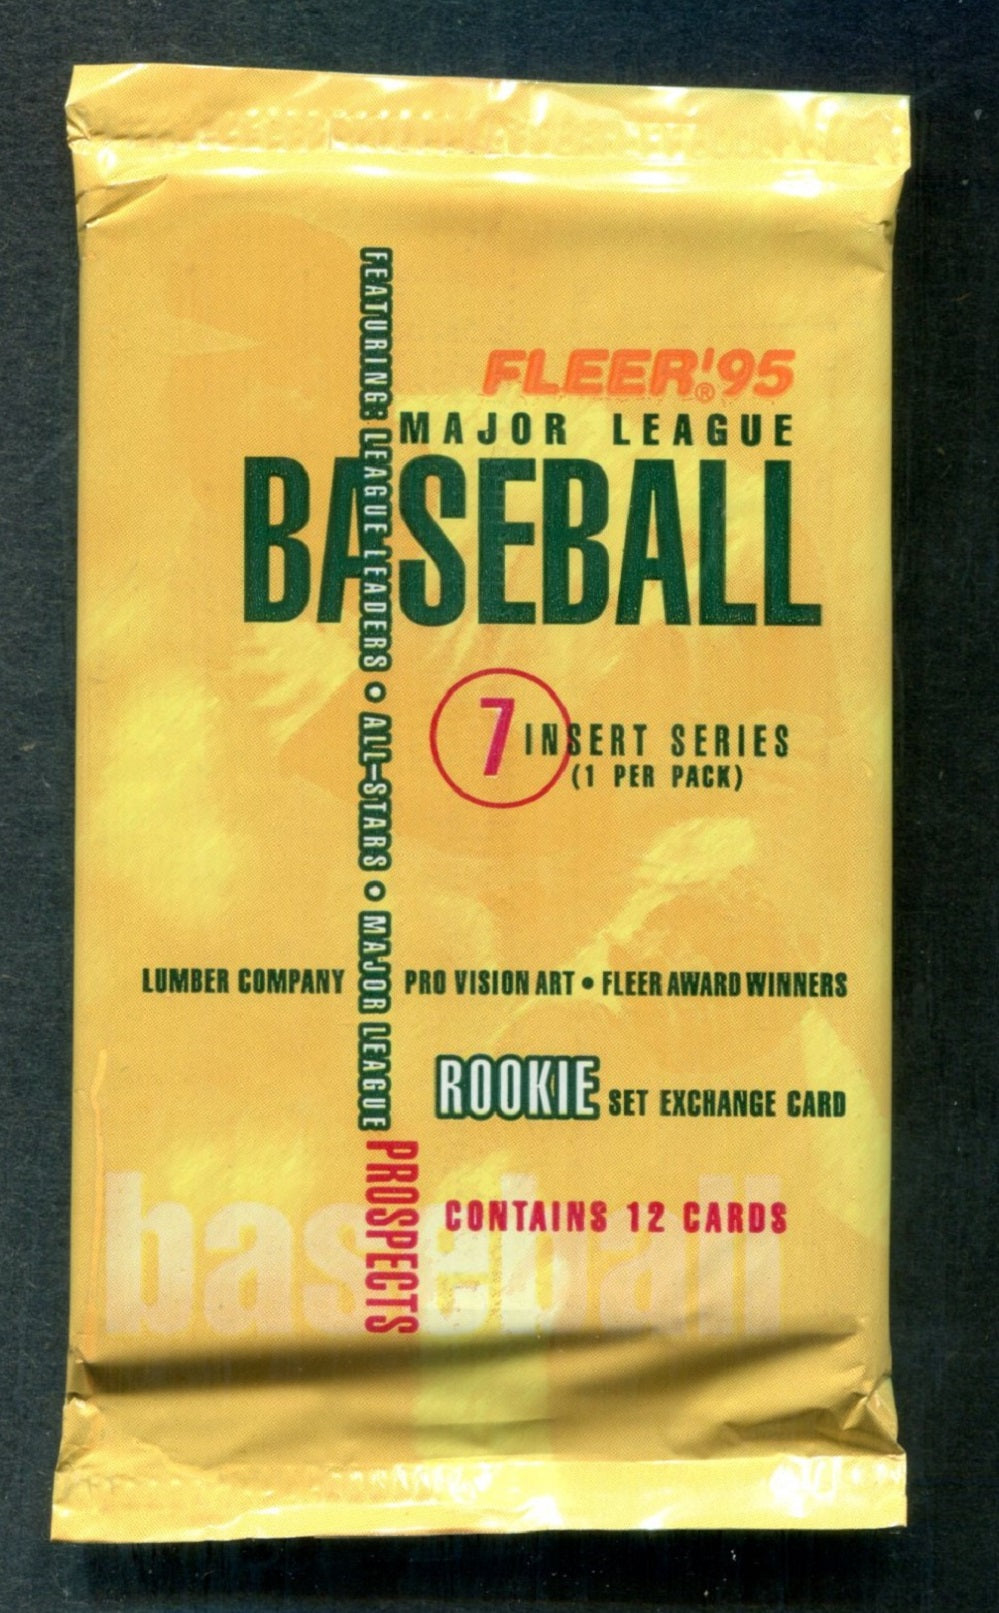 FLEER®'95
MAJOR LEAGUE
BASEBALL
7 INSERT SERIES
(1 PER PACK)
FEATURING: LEAGUE LEADERS • ALL-STARS • MAJOR LEAGUE PROSPECTS
LUMBER COMPANY PRO VISION ART • FLEER AWARD WINNERS
ROOKIE SET EXCHANGE CARD
CONTAINS 12 CARDS
baseball